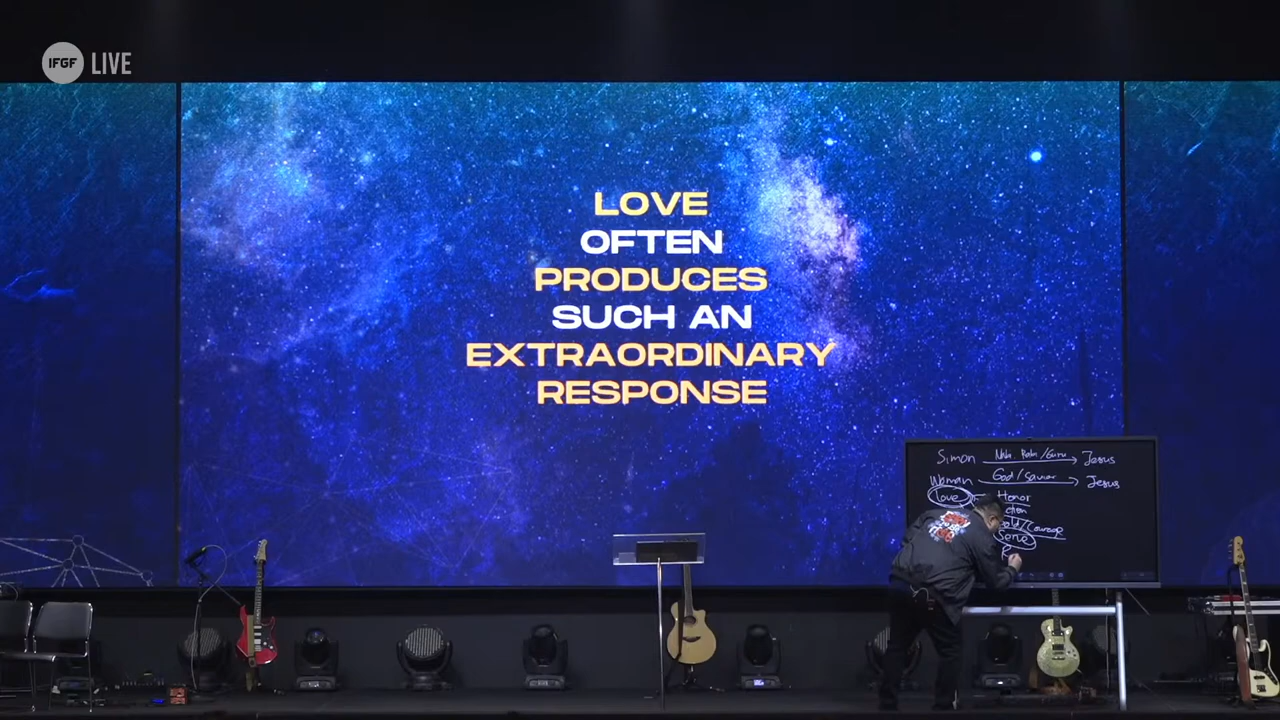 IFGF LIVE
LOVE
OFTEN
PRODUCES
SUCH AN
EXTRAORDINARY
RESPONSE
Simon Jesus
Woman God/Savior Jesus
Love Honor
Serve